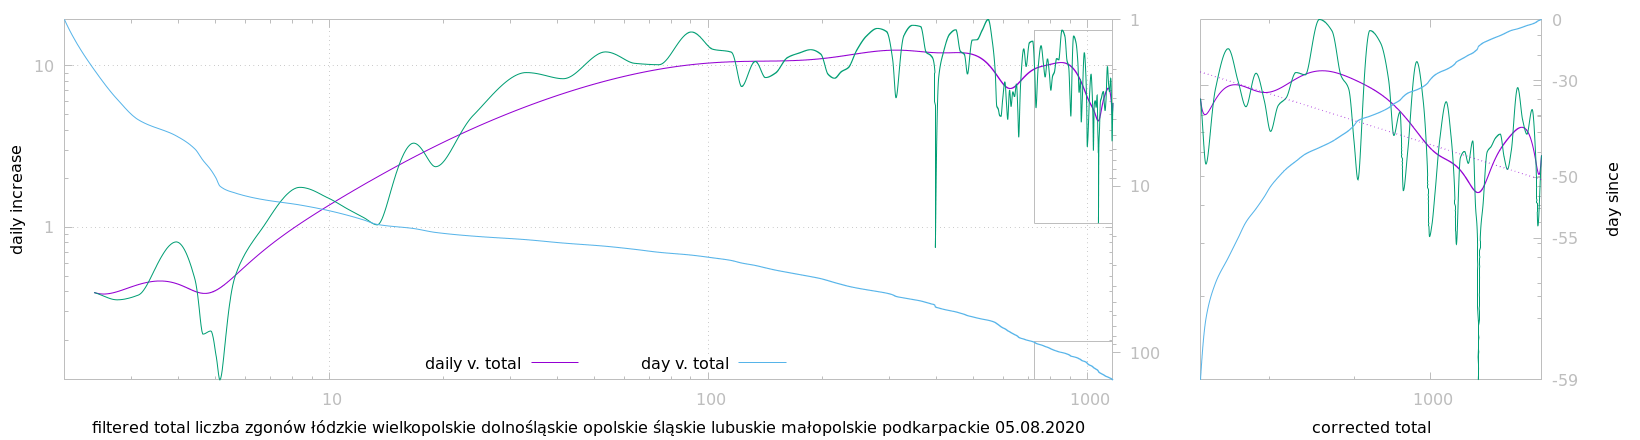 1
0
10
-30
daily increase
10
day since
-50
1
-55
daily v. total
day v. total
100
-59
10
100
1000
1000
filtered total liczba zgonów łódzkie wielkopolskie dolnośląskie opolskie śląskie lubuskie małopolskie podkarpackie 05.08.2020
corrected total